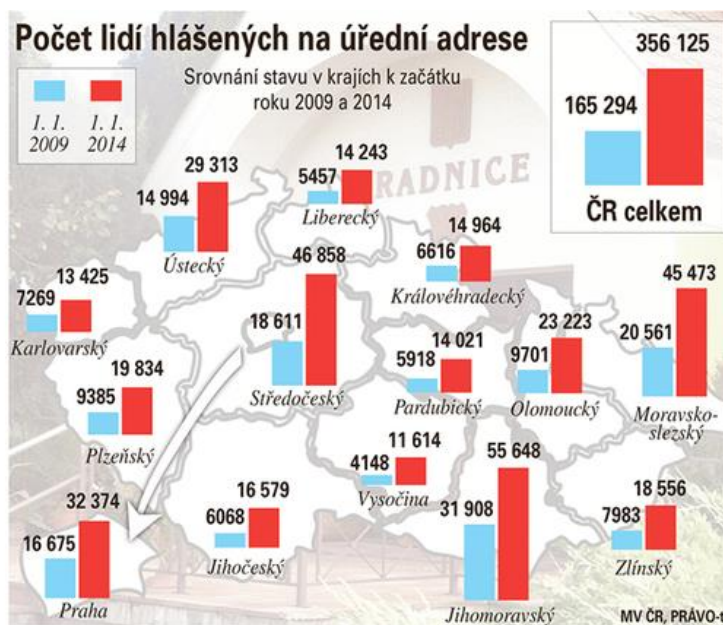 Počet lidí hlášených na úřední adrese
Srovnání stavu v krajích k začátku
roku 2009 a 2014
1. 1.
2009
1. 1.
2014
356 125
165 294
ČR celkem
RADNICE
29 313
14 994
Ústecký
14 243
5457
Liberecký
14 964
6616
Královéhradecký
13 425
7269
Karlovarský
46 858
18 611
Středočeský
45 473
20 561
Moravsko-
slezský
23 223
9701
Olomoucký
14 021
5918
Pardubický
19 834
9385
Plzeňský
11 614
4148
Vysočina
55 648
31 908
Jihomoravský
18 556
7983
Zlínský
16 579
6068
Jihočeský
32 374
16 675
Praha
MV ČR, PRÁVO-